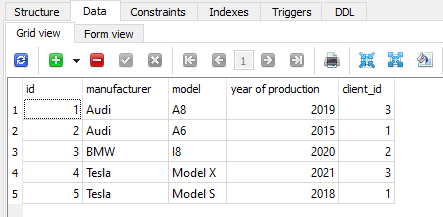 Structure Data Constraints Indexes Triggers DDL
Grid view Form view
1
id manufacturer model year of production client_id
1 1 Audi A8 2019 3
2 2 Audi A6 2015 1
3 3 BMW I8 2020 2
4 4 Tesla Model X 2021 3
5 5 Tesla Model S 2018 1